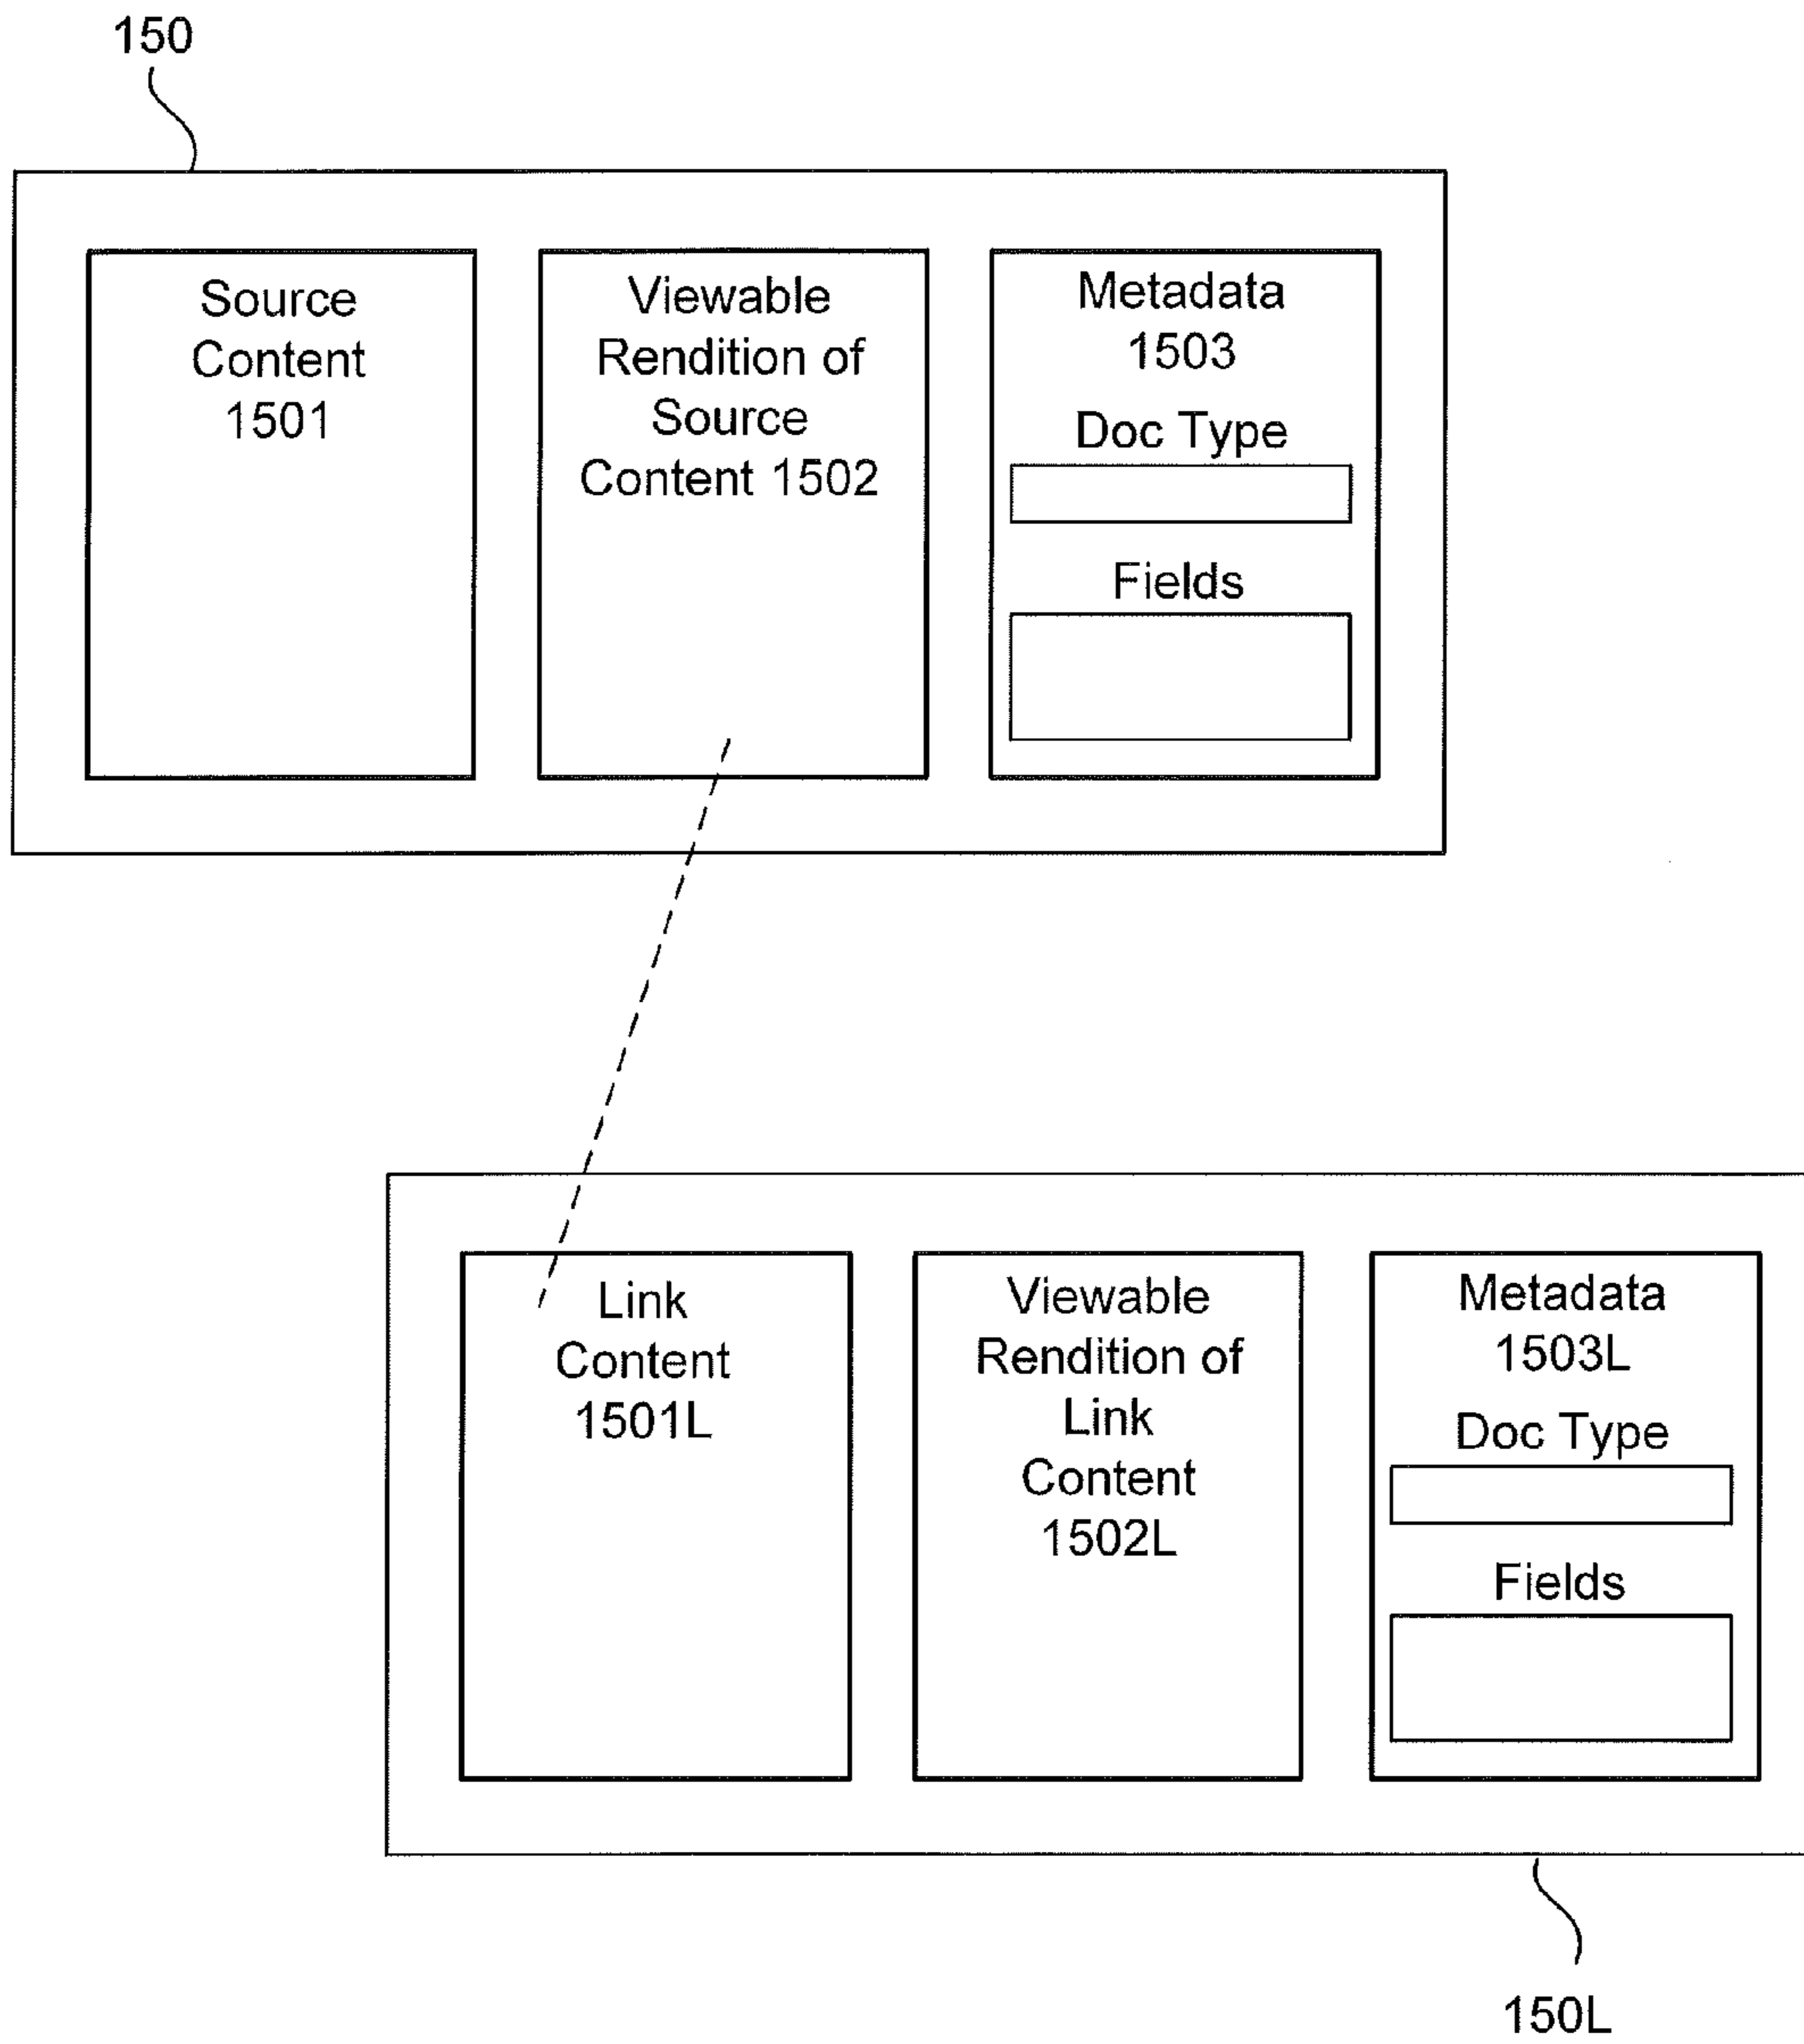 150
Source
Content
1501
Viewable
Rendition of
Source
Content 1502
Metadata
1503
Doc Type
Fields
Link
Content
1501L
Viewable
Rendition of
Link
Content
1502L
Metadata
1503L
Doc Type
Fields
150L